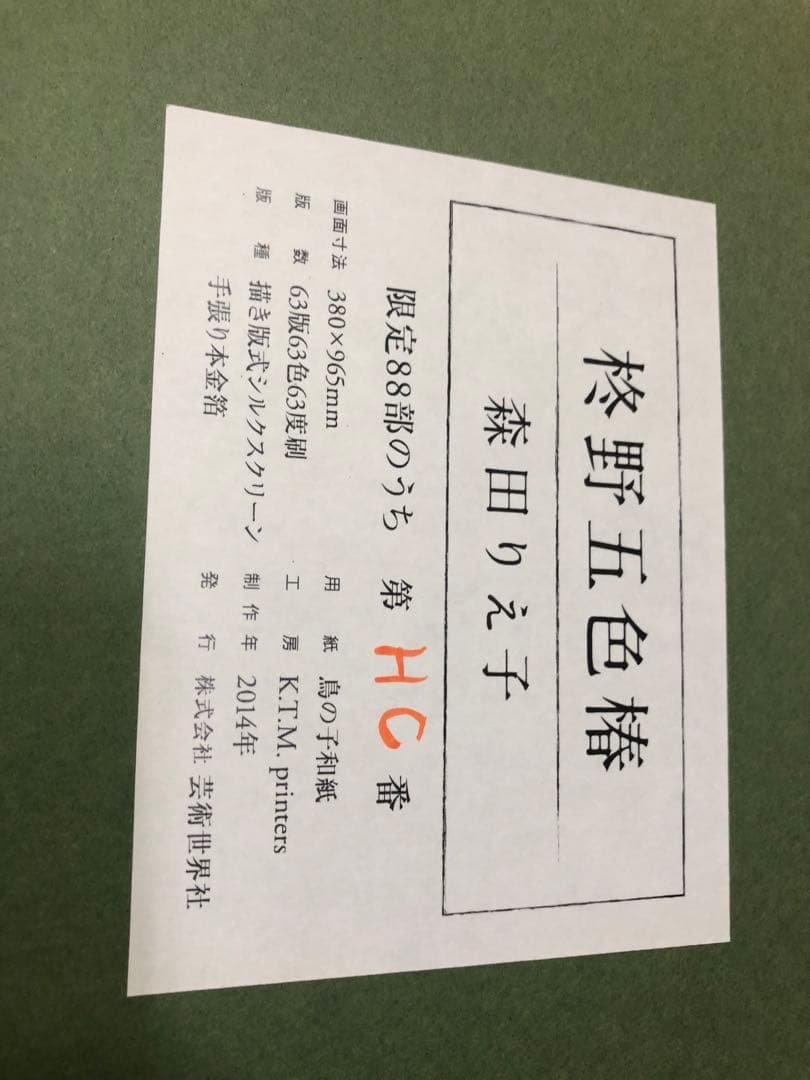 柊野五色椿
森田りえ子
限定88部のうち 第 HC 番
画面寸法 380×965mm
版数 63版63色63度刷
版種 描き版式シルクスクリーン
手張り本金箔
用紙 鳥の子和紙
工房 K.T.M. printers
制作年 2014年
発行 株式会社 芸術世界社